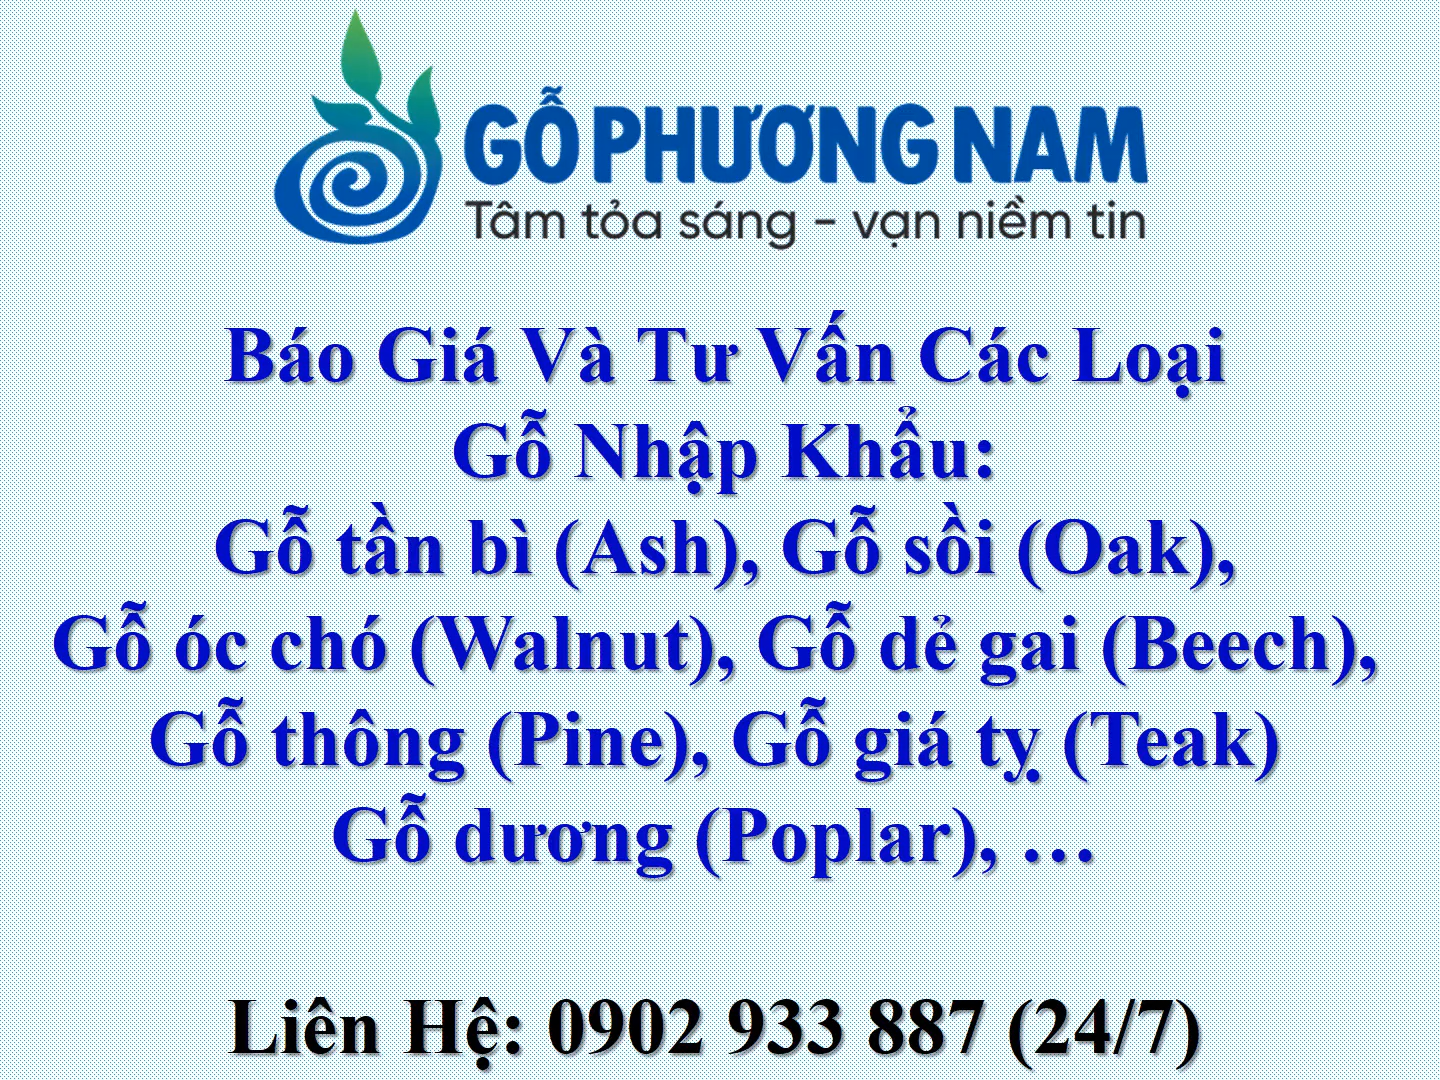 GỖ PHƯƠNG NAM
Tâm tỏa sáng - vạn niềm tin
Báo Giá Và Tư Vấn Các Loại
Gỗ Nhập Khẩu:
Gỗ tần bì (Ash), Gỗ sồi (Oak),
Gỗ óc chó (Walnut), Gỗ dẻ gai (Beech),
Gỗ thông (Pine), Gỗ giá tỵ (Teak)
Gỗ dương (Poplar), …
Liên Hệ: 0902 933 887 (24/7)